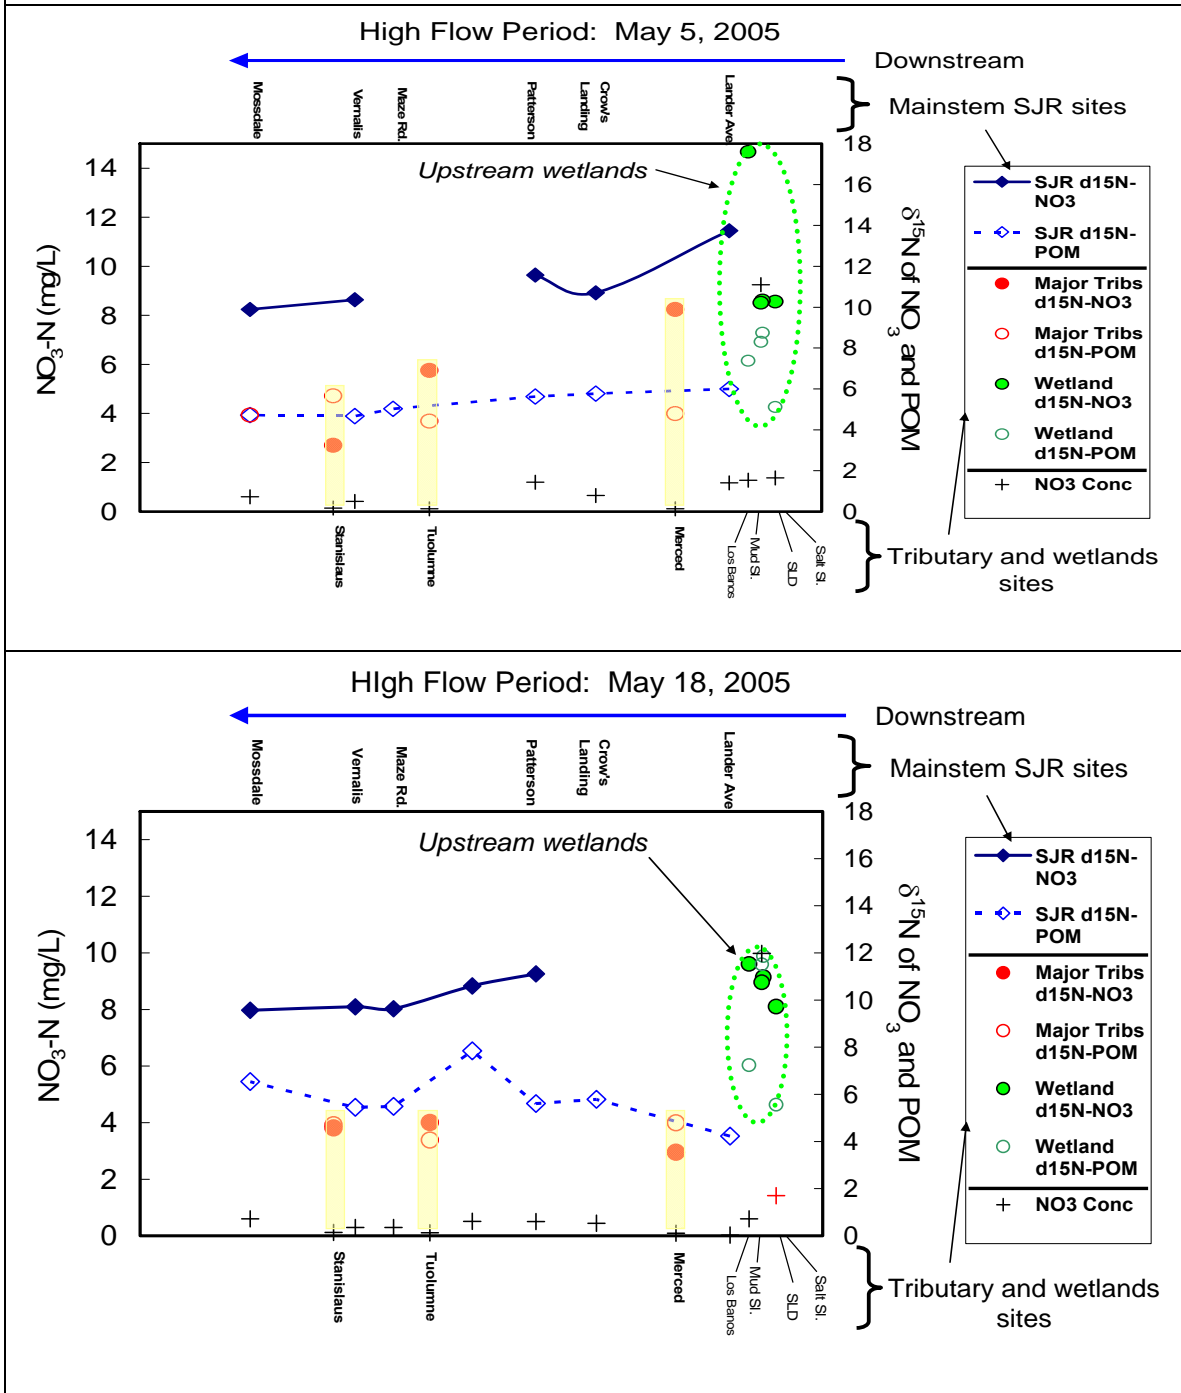 High Flow Period: May 5, 2005
Downstream
Mossdale
Vernalis
Maze Rd.
Patterson
Crow's
Landing
Lander Ave
Mainstem SJR sites
Upstream wetlands
14
12
10
8
6
4
2
0
NO3-N (mg/L)
18
16
14
12
10
8
6
4
2
0
δ15N of NO3 and POM
SJR d15N-
NO3
SJR d15N-
POM
Major Tribs
d15N-NO3
Major Tribs
d15N-POM
Wetland
d15N-NO3
Wetland
d15N-POM
NO3 Conc
Stanislaus
Tuolumne
Merced
Los Banos
Mud Sl.
SLD
Salt Sl.
Tributary and wetlands
sites
HIgh Flow Period: May 18, 2005
Downstream
Mossdale
Vernalis
Maze Rd.
Patterson
Crow's
Landing
Lander Ave
Mainstem SJR sites
Upstream wetlands
14
12
10
8
6
4
2
0
NO3-N (mg/L)
18
16
14
12
10
8
6
4
2
0
δ15N of NO3 and POM
SJR d15N-
NO3
SJR d15N-
POM
Major Tribs
d15N-NO3
Major Tribs
d15N-POM
Wetland
d15N-NO3
Wetland
d15N-POM
NO3 Conc
Stanislaus
Tuolumne
Merced
Los Banos
Mud Sl.
SLD
Salt Sl.
Tributary and wetlands
sites